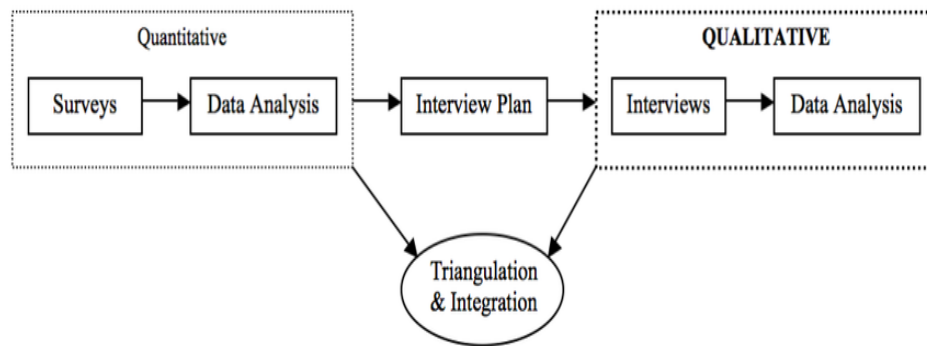 Quantitative
QUALITATIVE
Surveys
Data Analysis
Interview Plan
Interviews
Data Analysis
Triangulation
& Integration